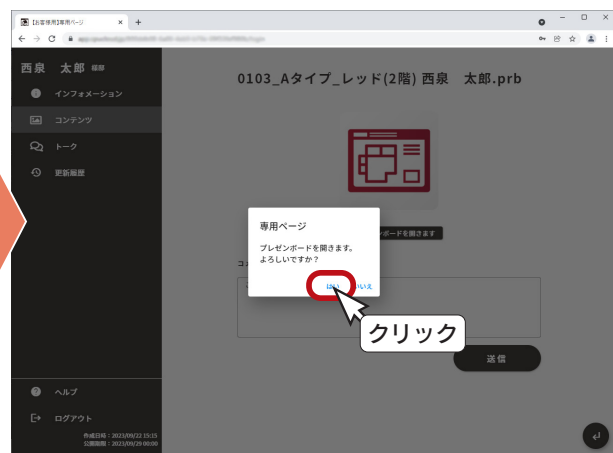 【お客様用】専用ページ
西泉　太郎 様邸
インフォメーション
コンテンツ
トーク
更新履歴
0103_Aタイプ_レッド(2階) 西泉　太郎.prb
ボードを開きます
専用ページ
プレゼンボードを開きます。
よろしいですか？
はい
いいえ
クリック
送信
ヘルプ
ログアウト
作成日時：2023/09/22 15:15
公開期限：2023/09/29 00:00